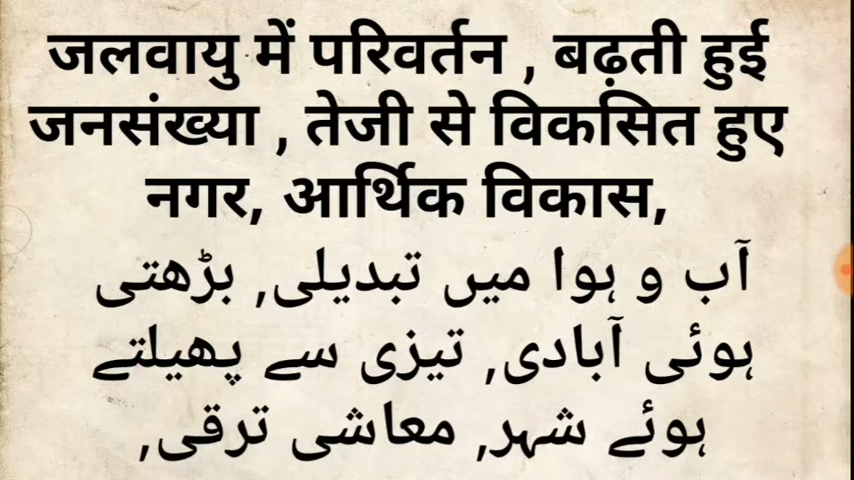 जलवायु में परिवर्तन , बढ़ती हुई
जनसंख्या , तेजी से विकसित हुए
नगर, आर्थिक विकास,
آب و ہوا میں تبدیلی, بڑھتی
ہوئی آبادی, تیزی سے پھیلتے
ہوئے شہر, معاشی ترقی,